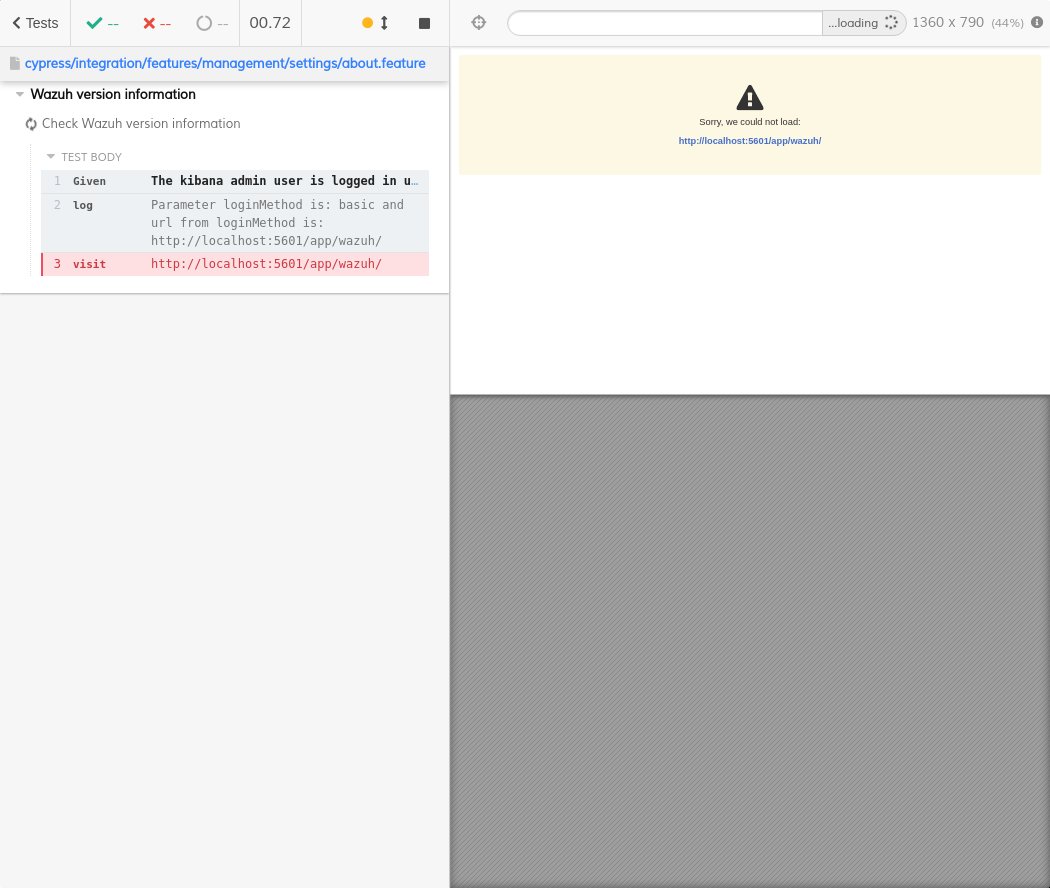 Tests
--
--
--
00.72
...loading
1360 x 790 (44%)
cypress/integration/features/management/settings/about.feature
Wazuh version information
Check Wazuh version information
TEST BODY
1 Given The kibana admin user is logged in u…
2 log Parameter loginMethod is: basic and
url from loginMethod is:
http://localhost:5601/app/wazuh/
3 visit http://localhost:5601/app/wazuh/
Sorry, we could not load:
http://localhost:5601/app/wazuh/